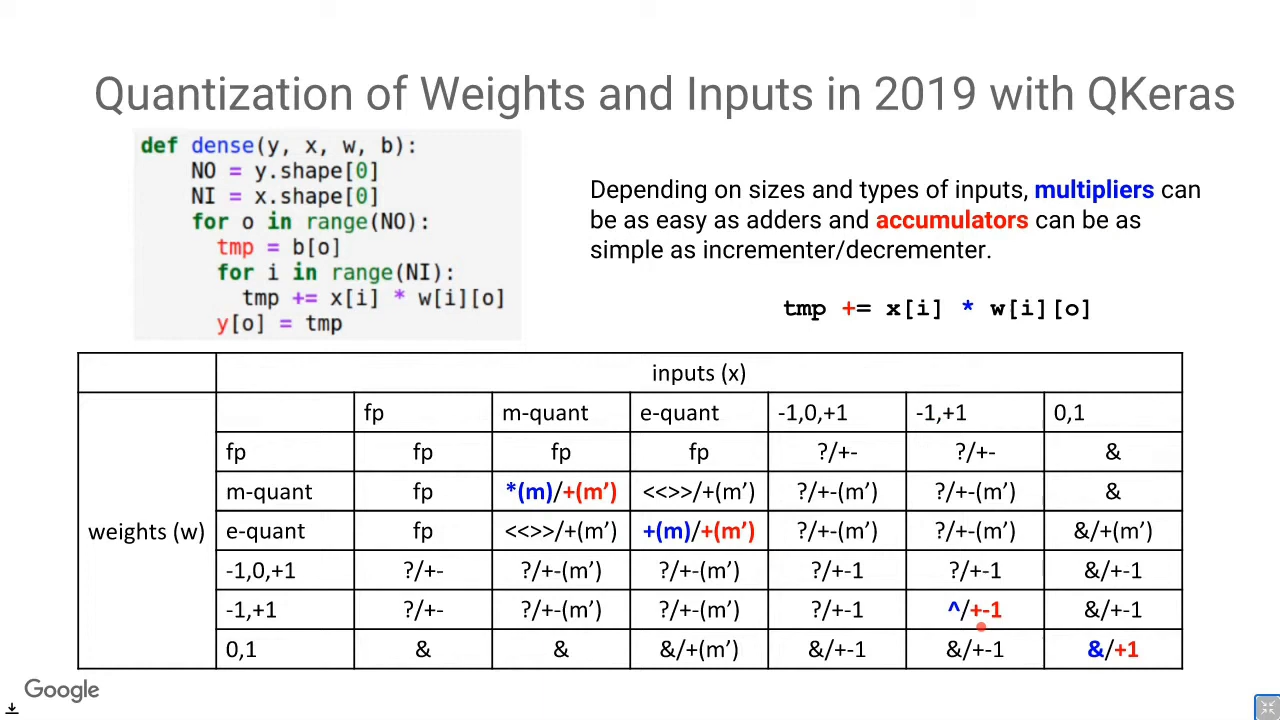 Quantization of Weights and Inputs in 2019 with QKeras
def dense(y, x, w, b):
NO = y.shape[0]
NI = x.shape[0]
for o in range(NO):
tmp = b[o]
for i in range(NI):
tmp += x[i] * w[i][o]
y[o] = tmp
Depending on sizes and types of inputs, multipliers can
be as easy as adders and accumulators can be as
simple as incrementer/decrementer.
tmp += x[i] * w[i][o]
inputs (x)
fp m-quant e-quant -1,0,+1 -1,+1 0,1
fp fp fp fp ?/+- ?/+- &
m-quant fp *(m)/+(m’) <<>>/+(m’) ?/+-(m’) ?/+-(m’) &
weights (w) e-quant fp <<>>/+(m’) +(m)/+(m’) ?/+-(m’) ?/+-(m’) &/+(m’)
-1,0,+1 ?/+- ?/+-(m’) ?/+-(m’) ?/+-1 ?/+-1 &/+-1
-1,+1 ?/+- ?/+-(m’) ?/+-(m’) ?/+-1 ^/+-1 &/+-1
0,1 & & &/+(m’) &/+-1 &/+-1 &/+1
Google